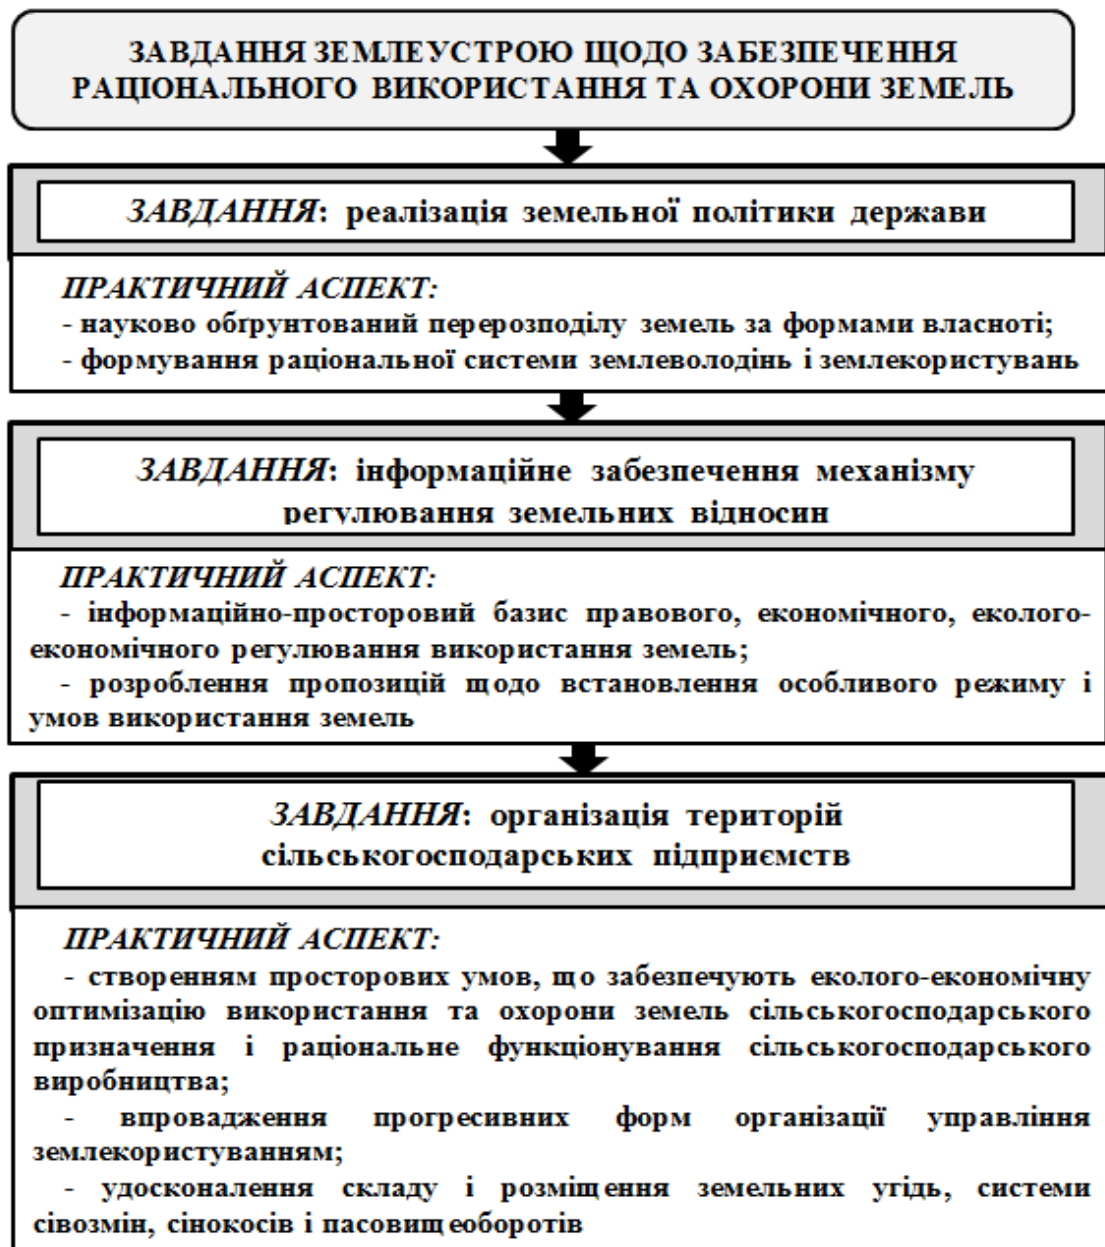 ЗАВДАННЯ ЗЕМЛЕУСТРОЮ ЩОДО ЗАБЕЗПЕЧЕННЯ
РАЦІОНАЛЬНОГО ВИКОРИСТАННЯ ТА ОХОРОНИ ЗЕМЕЛЬ
ЗАВДАННЯ: реалізація земельної політики держави
ПРАКТИЧНИЙ АСПЕКТ:
- науково обґрунтований перерозподілу земель за формами власноті;
- формування раціональної системи землеволодінь і землекористувань
ЗАВДАННЯ: інформаційне забезпечення механізму
регулювання земельних відносин
ПРАКТИЧНИЙ АСПЕКТ:
- інформаційно-просторовий базис правового, економічного, еколого-
економічного регулювання використання земель;
- розроблення пропозицій щодо встановлення особливого режиму і
умов використання земель
ЗАВДАННЯ: організація територій
сільськогосподарських підприємств
ПРАКТИЧНИЙ АСПЕКТ:
- створенням просторових умов, що забезпечують еколого-економічну
оптимізацію використання та охорони земель сільськогосподарського
призначення і раціональне функціонування сільськогосподарського
виробництва;
- впровадження прогресивних форм організації управління
землекористуванням;
- удосконалення складу і розміщення земельних угідь, системи
сівозмін, сінокосів і пасовищеоборотів